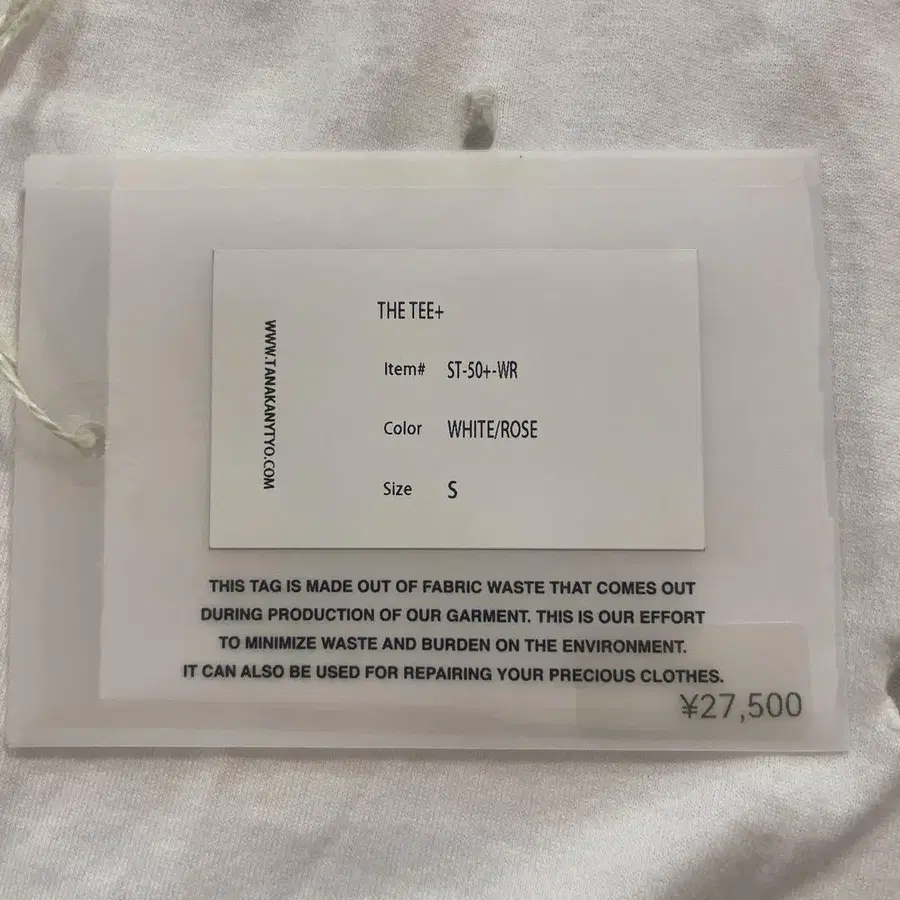 THE TEE+
Item# ST-50+-WR
Color WHITE/ROSE
Size S
WWW.TANAKANYTYO.COM
THIS TAG IS MADE OUT OF FABRIC WASTE THAT COMES OUT
DURING PRODUCTION OF OUR GARMENT. THIS IS OUR EFFORT
TO MINIMIZE WASTE AND BURDEN ON THE ENVIRONMENT.
IT CAN ALSO BE USED FOR REPAIRING YOUR PRECIOUS CLOTHES.
¥27,500